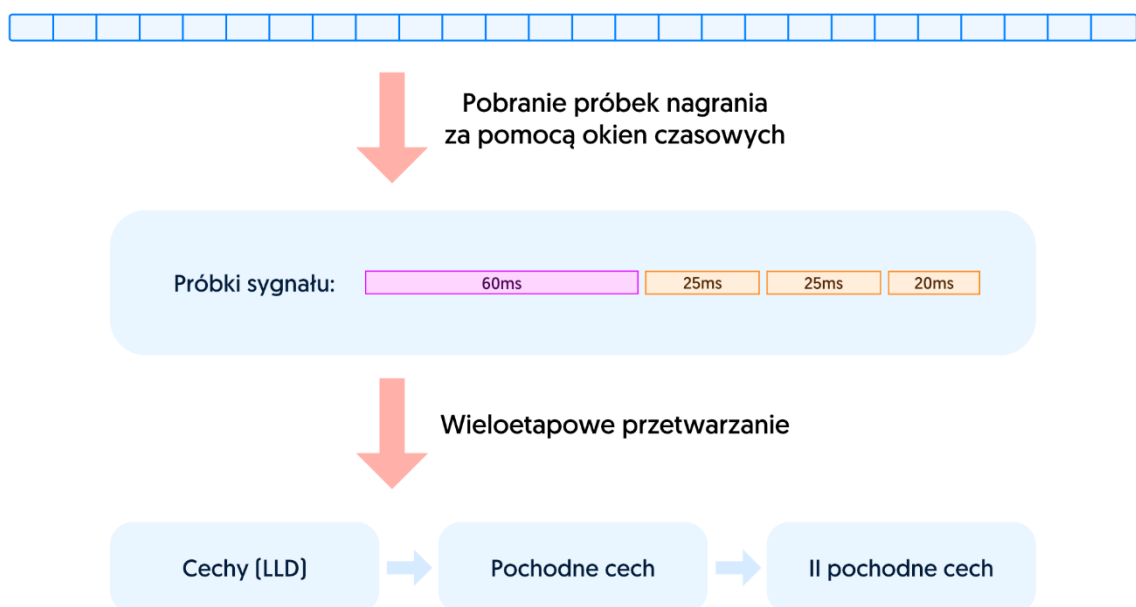 Pobranie próbek nagrania
za pomocą okien czasowych
Próbki sygnału:
60ms
25ms
25ms
20ms
Wieloetapowe przetwarzanie
Cechy (LLD)
Pochodne cech
II pochodne cech